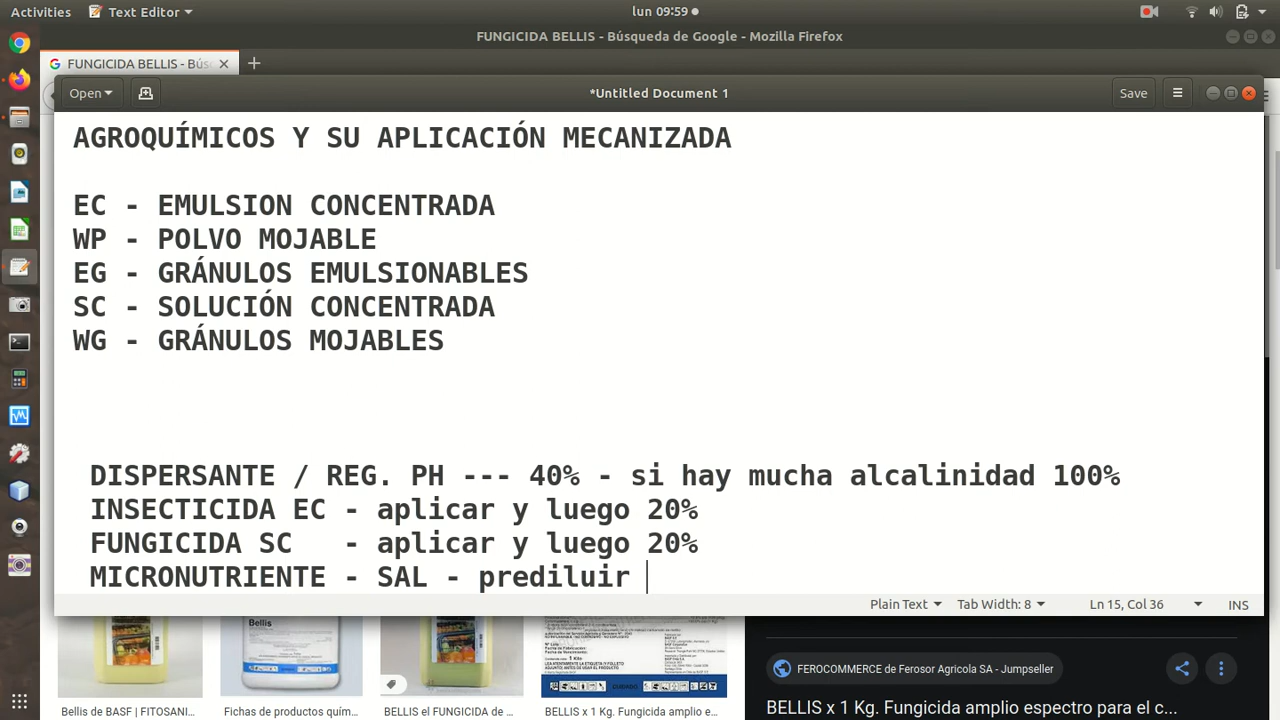 Activities Text Editor lun 09:59
FUNGICIDA BELLIS - Búsqueda de Google - Mozilla Firefox
FUNGICIDA BELLIS - Bús
Open *Untitled Document 1 Save
AGROQUÍMICOS Y SU APLICACIÓN MECANIZADA
EC - EMULSION CONCENTRADA
WP - POLVO MOJABLE
EG - GRÁNULOS EMULSIONABLES
SC - SOLUCIÓN CONCENTRADA
WG - GRÁNULOS MOJABLES
DISPERSANTE / REG. PH --- 40% - si hay mucha alcalinidad 100%
INSECTICIDA EC - aplicar y luego 20%
FUNGICIDA SC - aplicar y luego 20%
MICRONUTRIENTE - SAL - prediluir
Plain Text Tab Width: 8 Ln 15, Col 36 INS
Bellis
FEROCOMMERCE de Ferosor Agricola SA - Jumpseller
BELLIS x 1 Kg. Fungicida amplio espectro para el c...
Bellis de BASF | FITOSANI...
Fichas de productos quím...
BELLIS el FUNGICIDA de ...
BELLIS x 1 Kg. Fungicida amplio e...